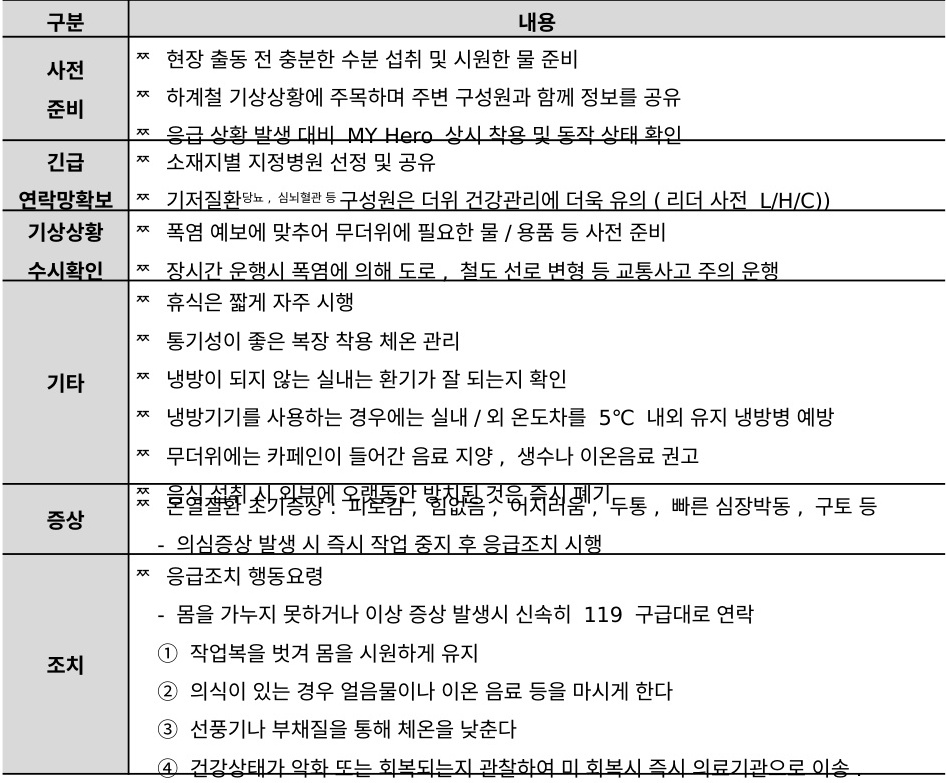 구분 내용
사전 준비
ㅉ 현장 출동 전 충분한 수분 섭취 및 시원한 물 준비
ㅉ 하계철 기상상황에 주목하며 주변 구성원과 함께 정보를 공유
ㅉ 응급 상황 발생 대비 MY Hero 상시 착용 및 동작 상태 확인
긴급 연락망확보
ㅉ 소재지별 지정병원 선정 및 공유
ㅉ 기저질환당뇨 , 심뇌혈관 등 구성원은 더위 건강관리에 더욱 유의 ( 리더 사전 L/H/C))
기상상황 수시확인
ㅉ 폭염 예보에 맞추어 무더위에 필요한 물 / 용품 등 사전 준비
ㅉ 장시간 운행시 폭염에 의해 도로 , 철도 선로 변형 등 교통사고 주의 운행
기타
ㅉ 휴식은 짧게 자주 시행
ㅉ 통기성이 좋은 복장 착용 체온 관리
ㅉ 냉방이 되지 않는 실내는 환기가 잘 되는지 확인
ㅉ 냉방기기를 사용하는 경우에는 실내 / 외 온도차를 5℃ 내외 유지 냉방병 예방
ㅉ 무더위에는 카페인이 들어간 음료 지양 , 생수나 이온음료 권고
ㅉ 음식 섭취 시 외부에 오랫동안 방치된 것은 즉시 폐기
증상
ㅉ 온열질환 초기증상 : 피로감 , 힘없음 , 어지러움 , 두통 , 빠른 심장박동 , 구토 등
- 의심증상 발생 시 즉시 작업 중지 후 응급조치 시행
조치
ㅉ 응급조치 행동요령
- 몸을 가누지 못하거나 이상 증상 발생시 신속히 119 구급대로 연락
① 작업복을 벗겨 몸을 시원하게 유지
② 의식이 있는 경우 얼음물이나 이온 음료 등을 마시게 한다
③ 선풍기나 부채질을 통해 체온을 낮춘다
④ 건강상태가 악화 또는 회복되는지 관찰하여 미 회복시 즉시 의료기관으로 이송 .